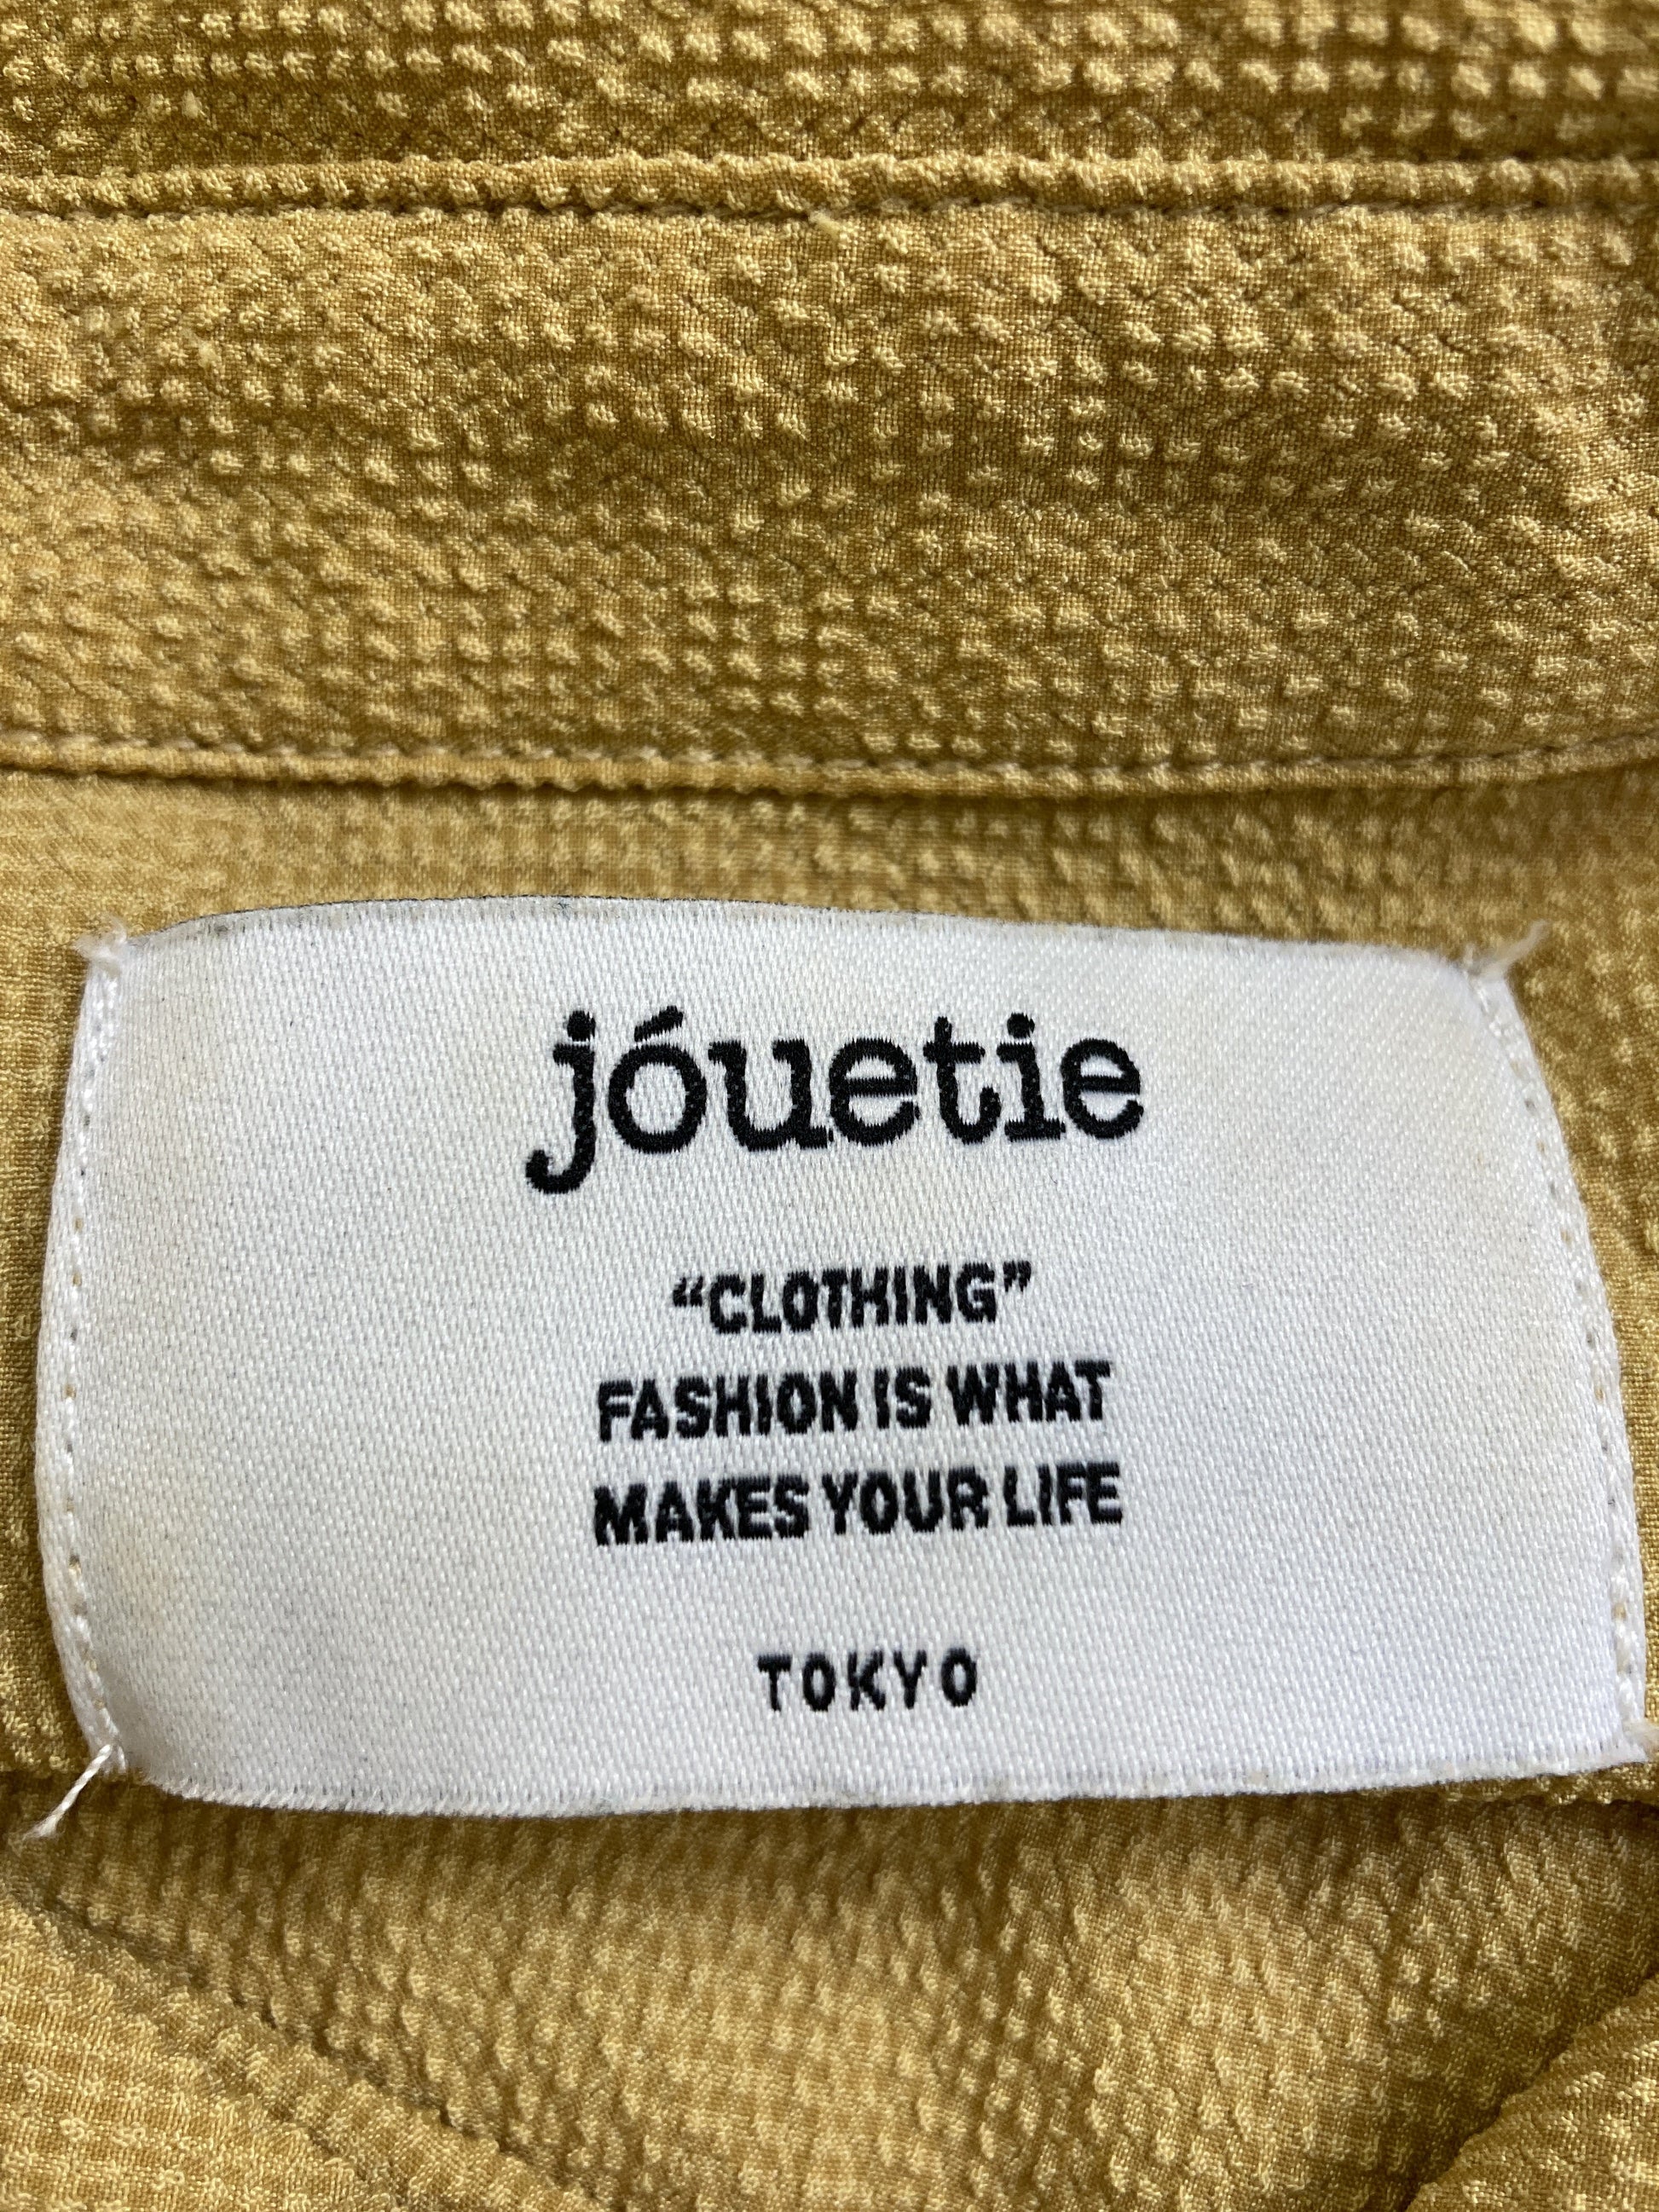 jóuetie
“CLOTHING”
FASHION IS WHAT
MAKES YOUR LIFE
TOKYO